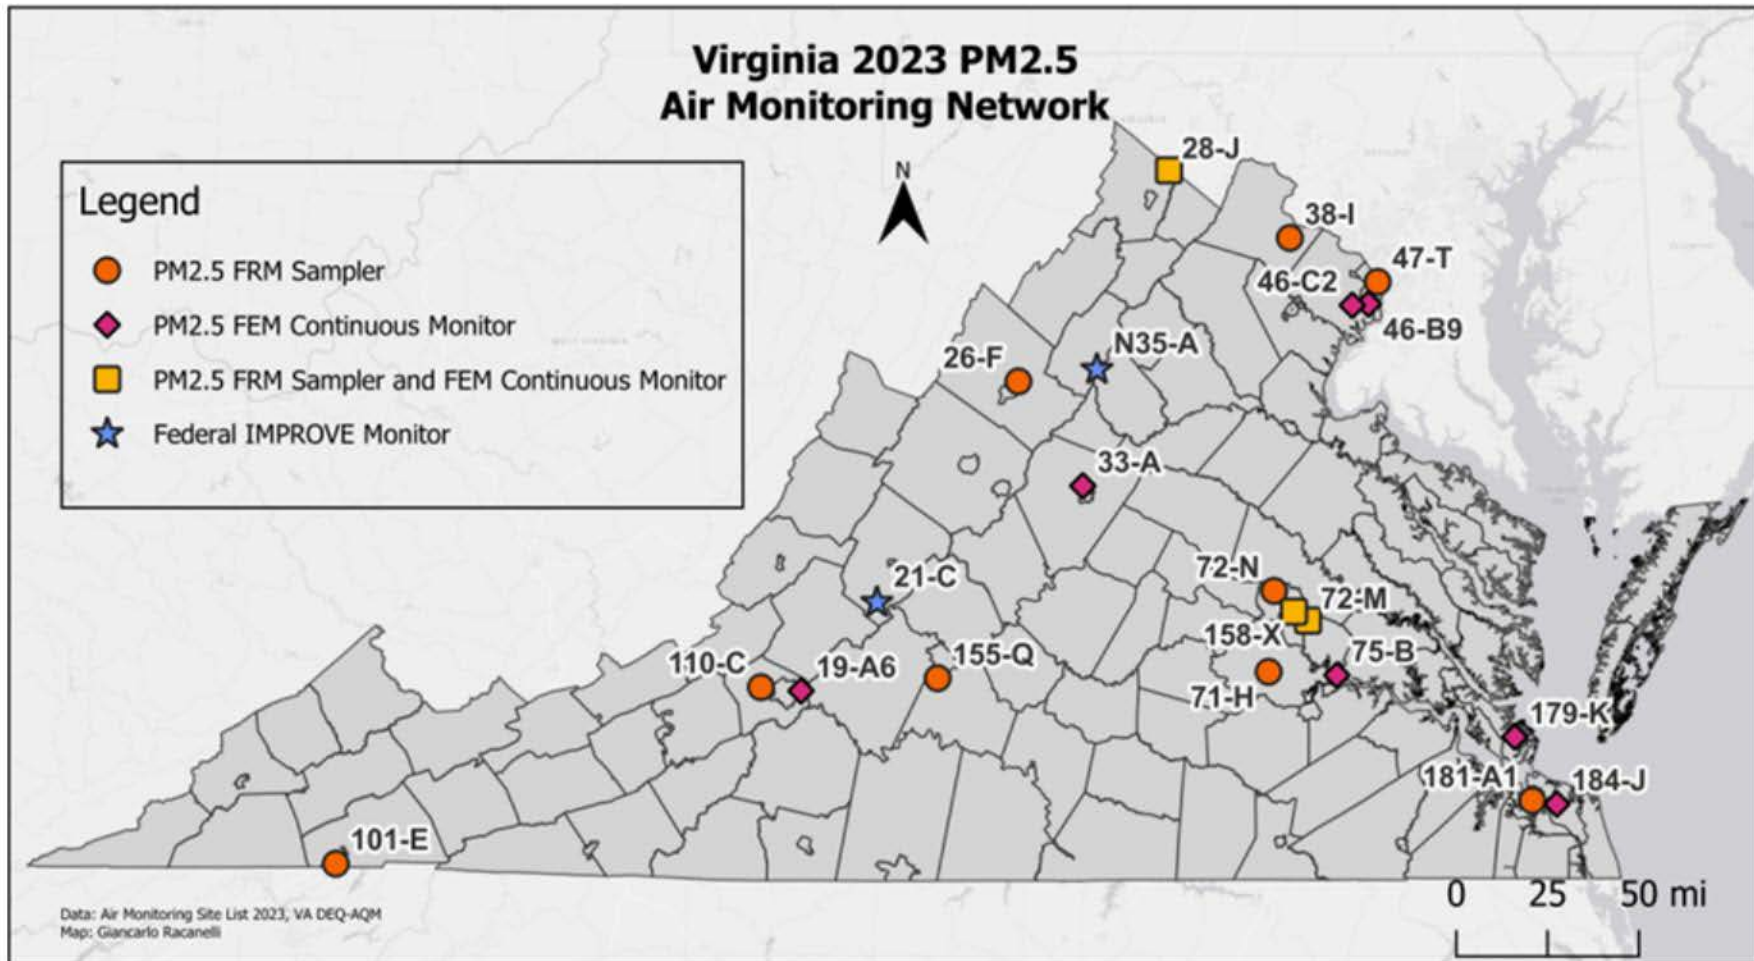 Virginia 2023 PM2.5
Air Monitoring Network
Legend
PM2.5 FRM Sampler
PM2.5 FEM Continuous Monitor
PM2.5 FRM Sampler and FEM Continuous Monitor
Federal IMPROVE Monitor
N
28-J
38-I
47-T
46-C2
46-B9
N35-A
26-F
33-A
21-C
72-N
72-M
158-X
75-B
110-C
19-A6
155-Q
71-H
179-K
181-A1
184-J
101-E
0 25 50 mi
Data: Air Monitoring Site List 2023, VA DEQ-AQM
Map: Giancarlo Racanelli